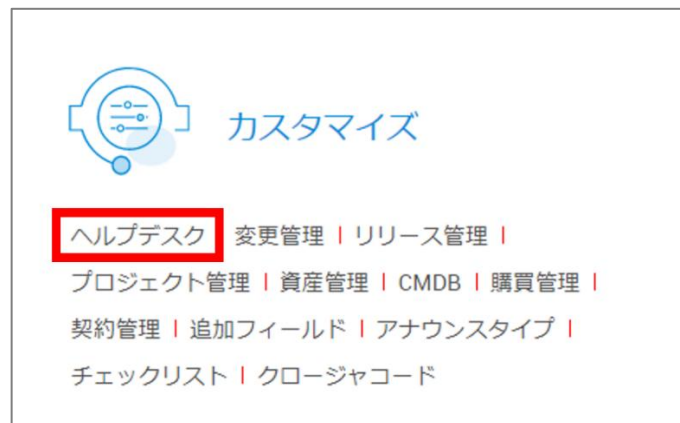 カスタマイズ
ヘルプデスク 変更管理 | リリース管理 |
プロジェクト管理 | 資産管理 | CMDB | 購買管理 |
契約管理 | 追加フィールド | アナウンスタイプ |
チェックリスト | クロージャコード